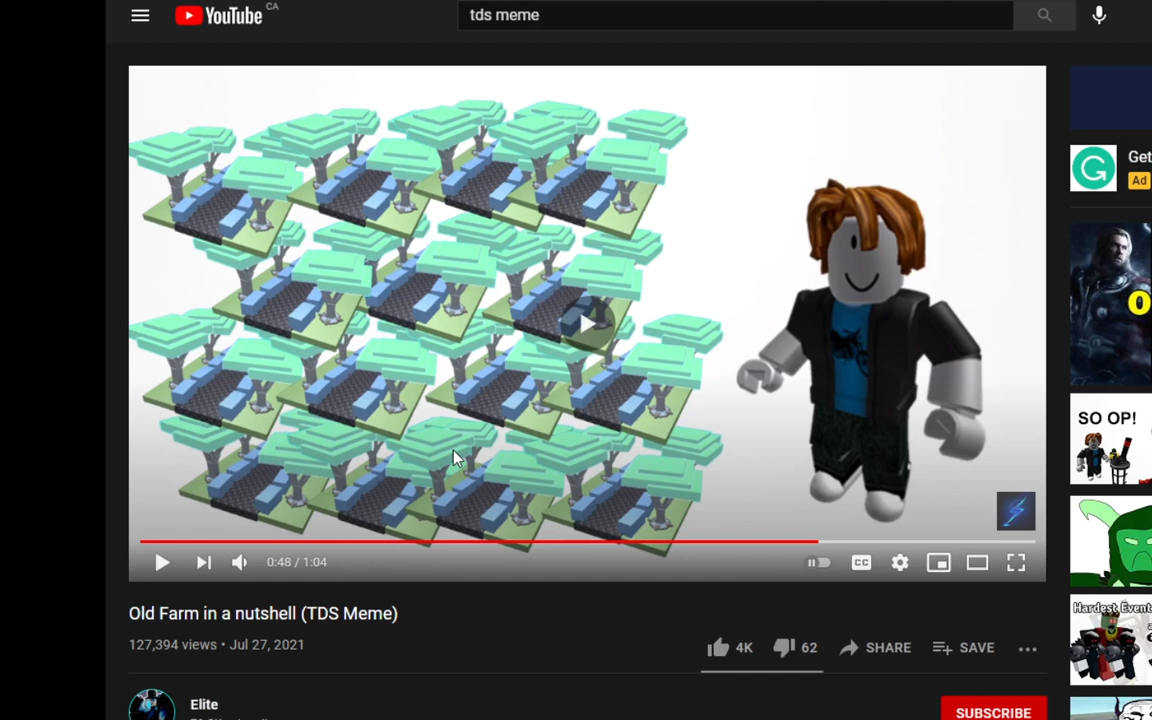 YouTube CA
tds meme
Get
Ad
SO OP!
Hardest Event
0:48 / 1:04
CC
Old Farm in a nutshell (TDS Meme)
127,394 views • Jul 27, 2021
4K
62
SHARE
SAVE
Elite
SUBSCRIBE